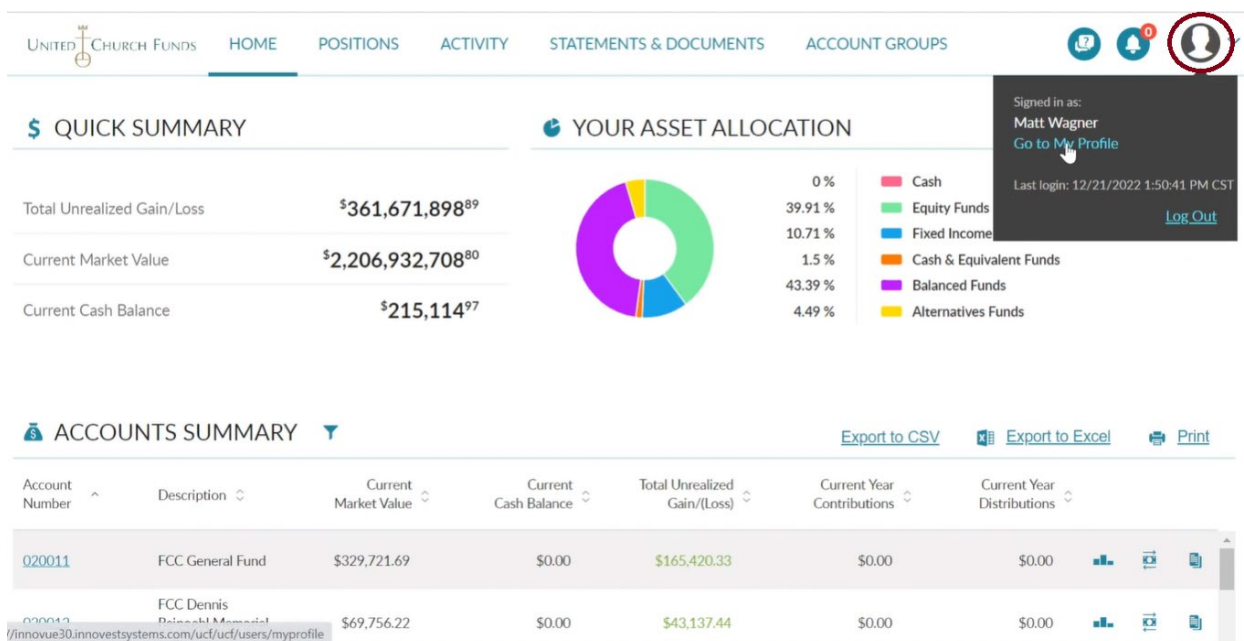 UNITED CHURCH FUNDS HOME POSITIONS ACTIVITY STATEMENTS & DOCUMENTS ACCOUNT GROUPS ? 0
Signed in as:
Matt Wagner
Go to My Profile
Last login: 12/21/2022 1:50:41 PM CST
Log Out
$ QUICK SUMMARY
Total Unrealized Gain/Loss $361,671,898 89
Current Market Value $2,206,932,708 80
Current Cash Balance $215,114 97
YOUR ASSET ALLOCATION
0 % Cash
39.91 % Equity Funds
10.71 % Fixed Income
1.5 % Cash & Equivalent Funds
43.39 % Balanced Funds
4.49 % Alternatives Funds
$ ACCOUNTS SUMMARY
Export to CSV Export to Excel Print
Account Number
Description
Current Market Value
Current Cash Balance
Total Unrealized Gain/(Loss)
Current Year Contributions
Current Year Distributions
020011 FCC General Fund $329,721.69 $0.00 $165,420.33 $0.00 $0.00
FCC Dennis
$69,756.22 $0.00 $43,137.44 $0.00 $0.00
//innovue30.innovestsystems.com/ucf/ucf/users/myprofile